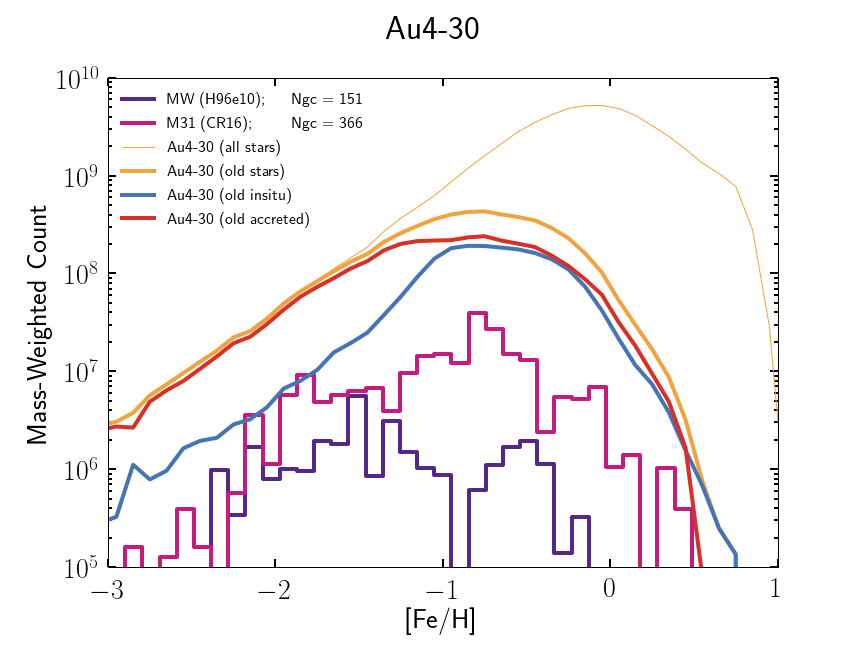 Au4-30
10^10
10^9
10^8
10^7
10^6
10^5
Mass-Weighted Count
MW (H96e10); Ngc = 151
M31 (CR16); Ngc = 366
Au4-30 (all stars)
Au4-30 (old stars)
Au4-30 (old insitu)
Au4-30 (old accreted)
−3 −2 −1 0 1
[Fe/H]